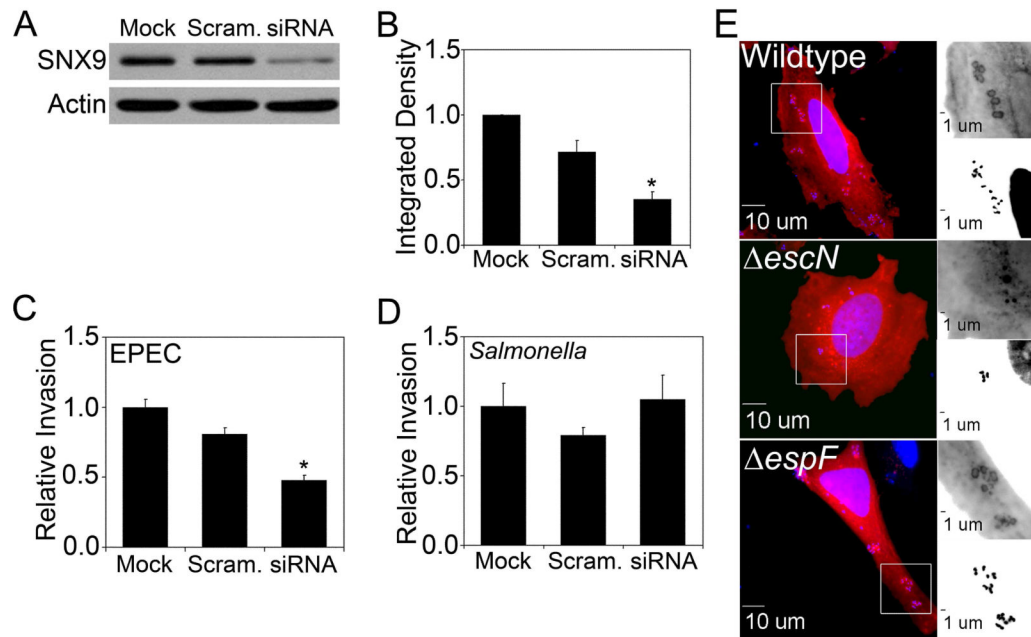 A
Mock Scram. siRNA
SNX9
Actin
B
Integrated Density
1.5
1.0
0.5
0.0
Mock Scram. siRNA
*
C
Relative Invasion
1.5
1.0
0.5
0.0
EPEC
*
Mock Scram. siRNA
D
Relative Invasion
1.5
1.0
0.5
0.0
Salmonella
Mock Scram. siRNA
E
Wildtype
10 um
1 um
1 um
ΔescN
10 um
1 um
1 um
ΔespF
10 um
1 um
1 um